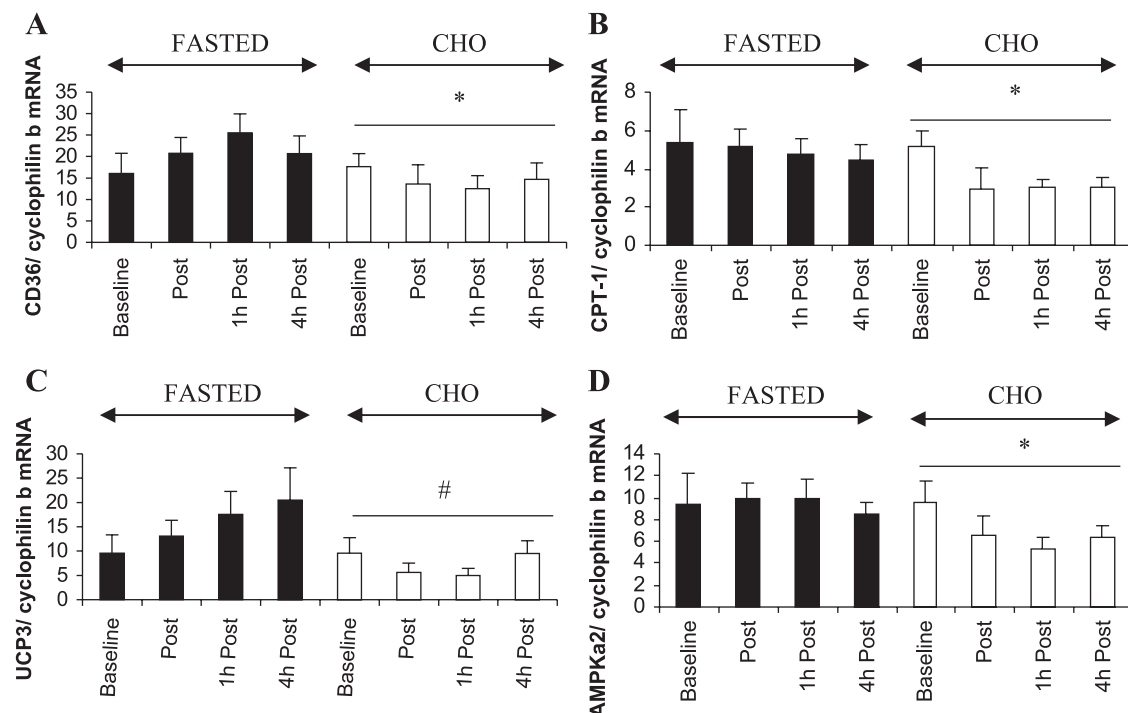 A
FASTED
CHO
CD36/ cyclophilin b mRNA
35
30
25
20
15
10
5
0
*
Baseline
Post
1h Post
4h Post
Baseline
Post
1h Post
4h Post
B
FASTED
CHO
CPT-1/ cyclophilin b mRNA
8
6
4
2
0
*
Baseline
Post
1h Post
4h Post
Baseline
Post
1h Post
4h Post
C
FASTED
CHO
UCP3/ cyclophilin b mRNA
30
25
20
15
10
5
0
#
Baseline
Post
1h Post
4h Post
Baseline
Post
1h Post
4h Post
D
FASTED
CHO
AMPKa2/ cyclophilin b mRNA
14
12
10
8
6
4
2
0
*
Baseline
Post
1h Post
4h Post
Baseline
Post
1h Post
4h Post